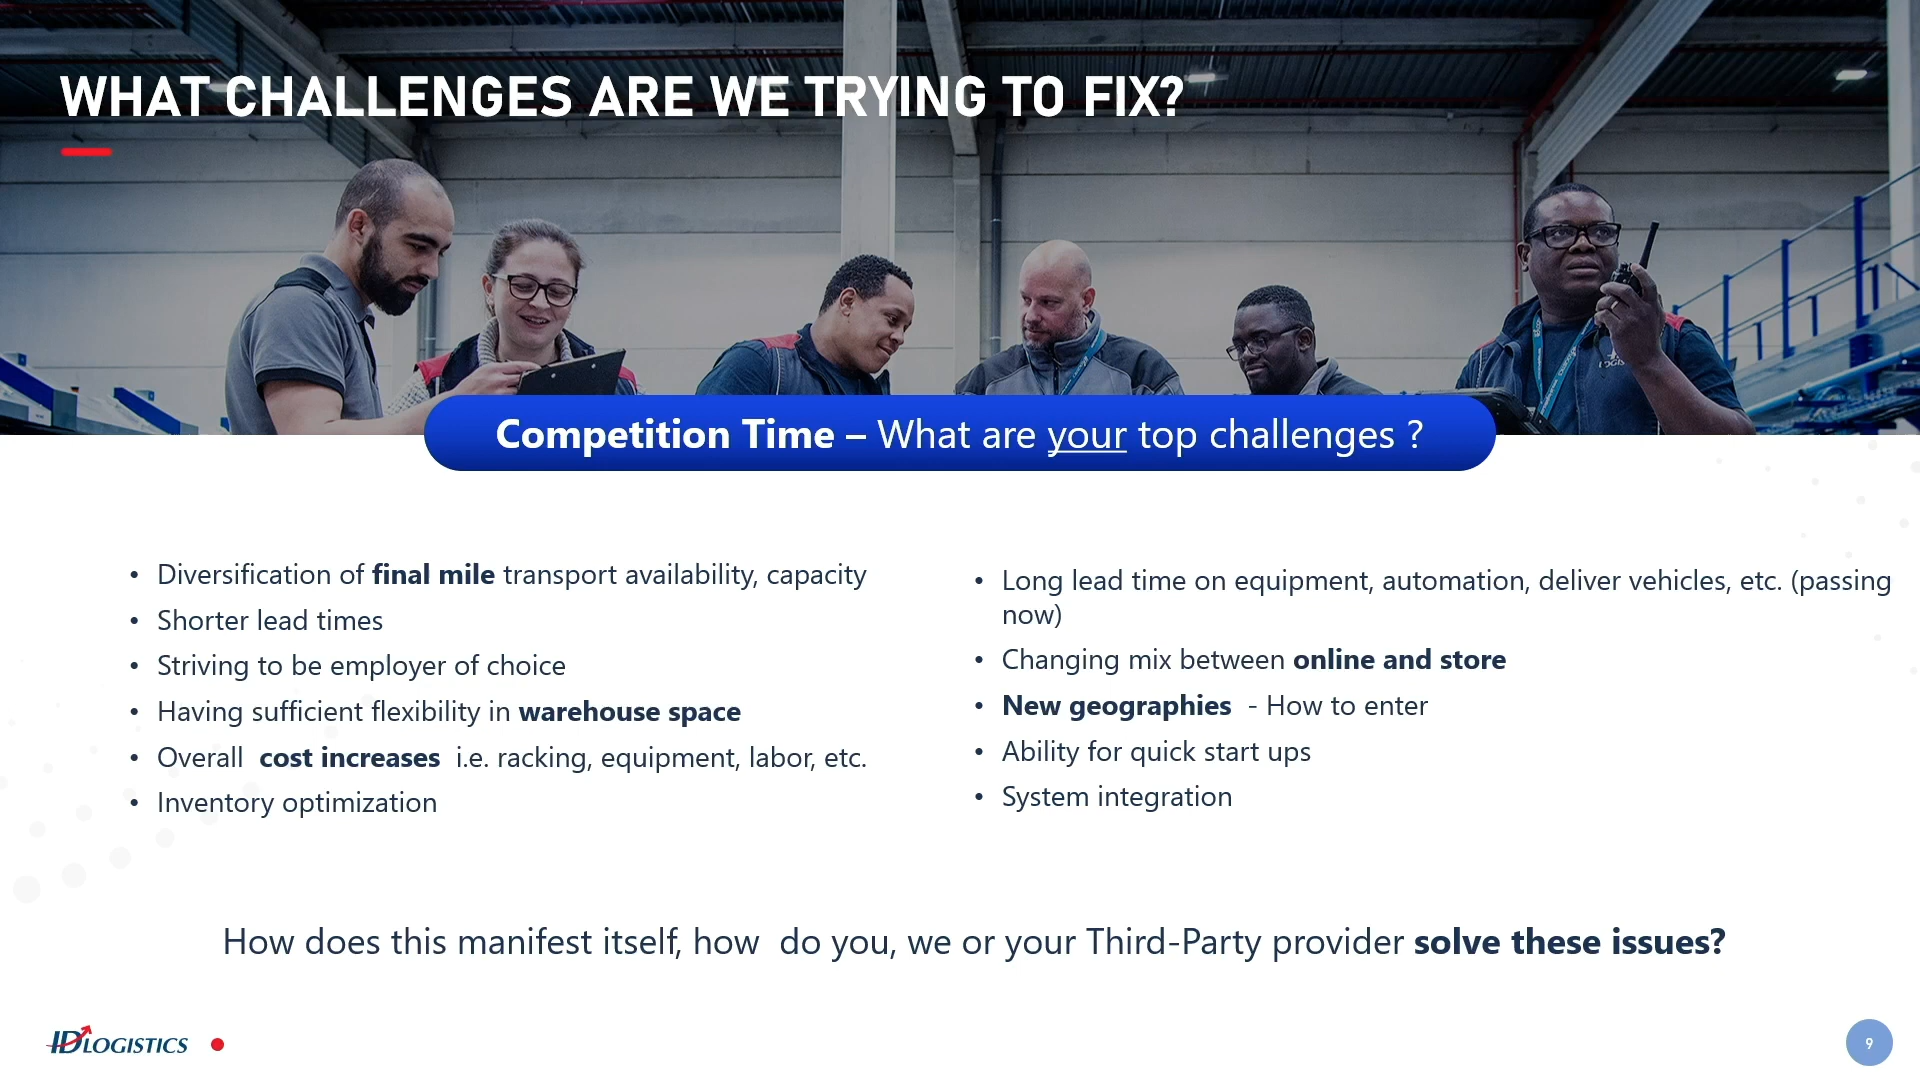 WHAT CHALLENGES ARE WE TRYING TO FIX?
Competition Time – What are your top challenges ?
• Diversification of final mile transport availability, capacity
• Shorter lead times
• Striving to be employer of choice
• Having sufficient flexibility in warehouse space
• Overall  cost increases  i.e. racking, equipment, labor, etc.
• Inventory optimization
• Long lead time on equipment, automation, deliver vehicles, etc. (passing
now)
• Changing mix between online and store
• New geographies  - How to enter
• Ability for quick start ups
• System integration
How does this manifest itself, how  do you, we or your Third-Party provider solve these issues?
ID LOGISTICS
9